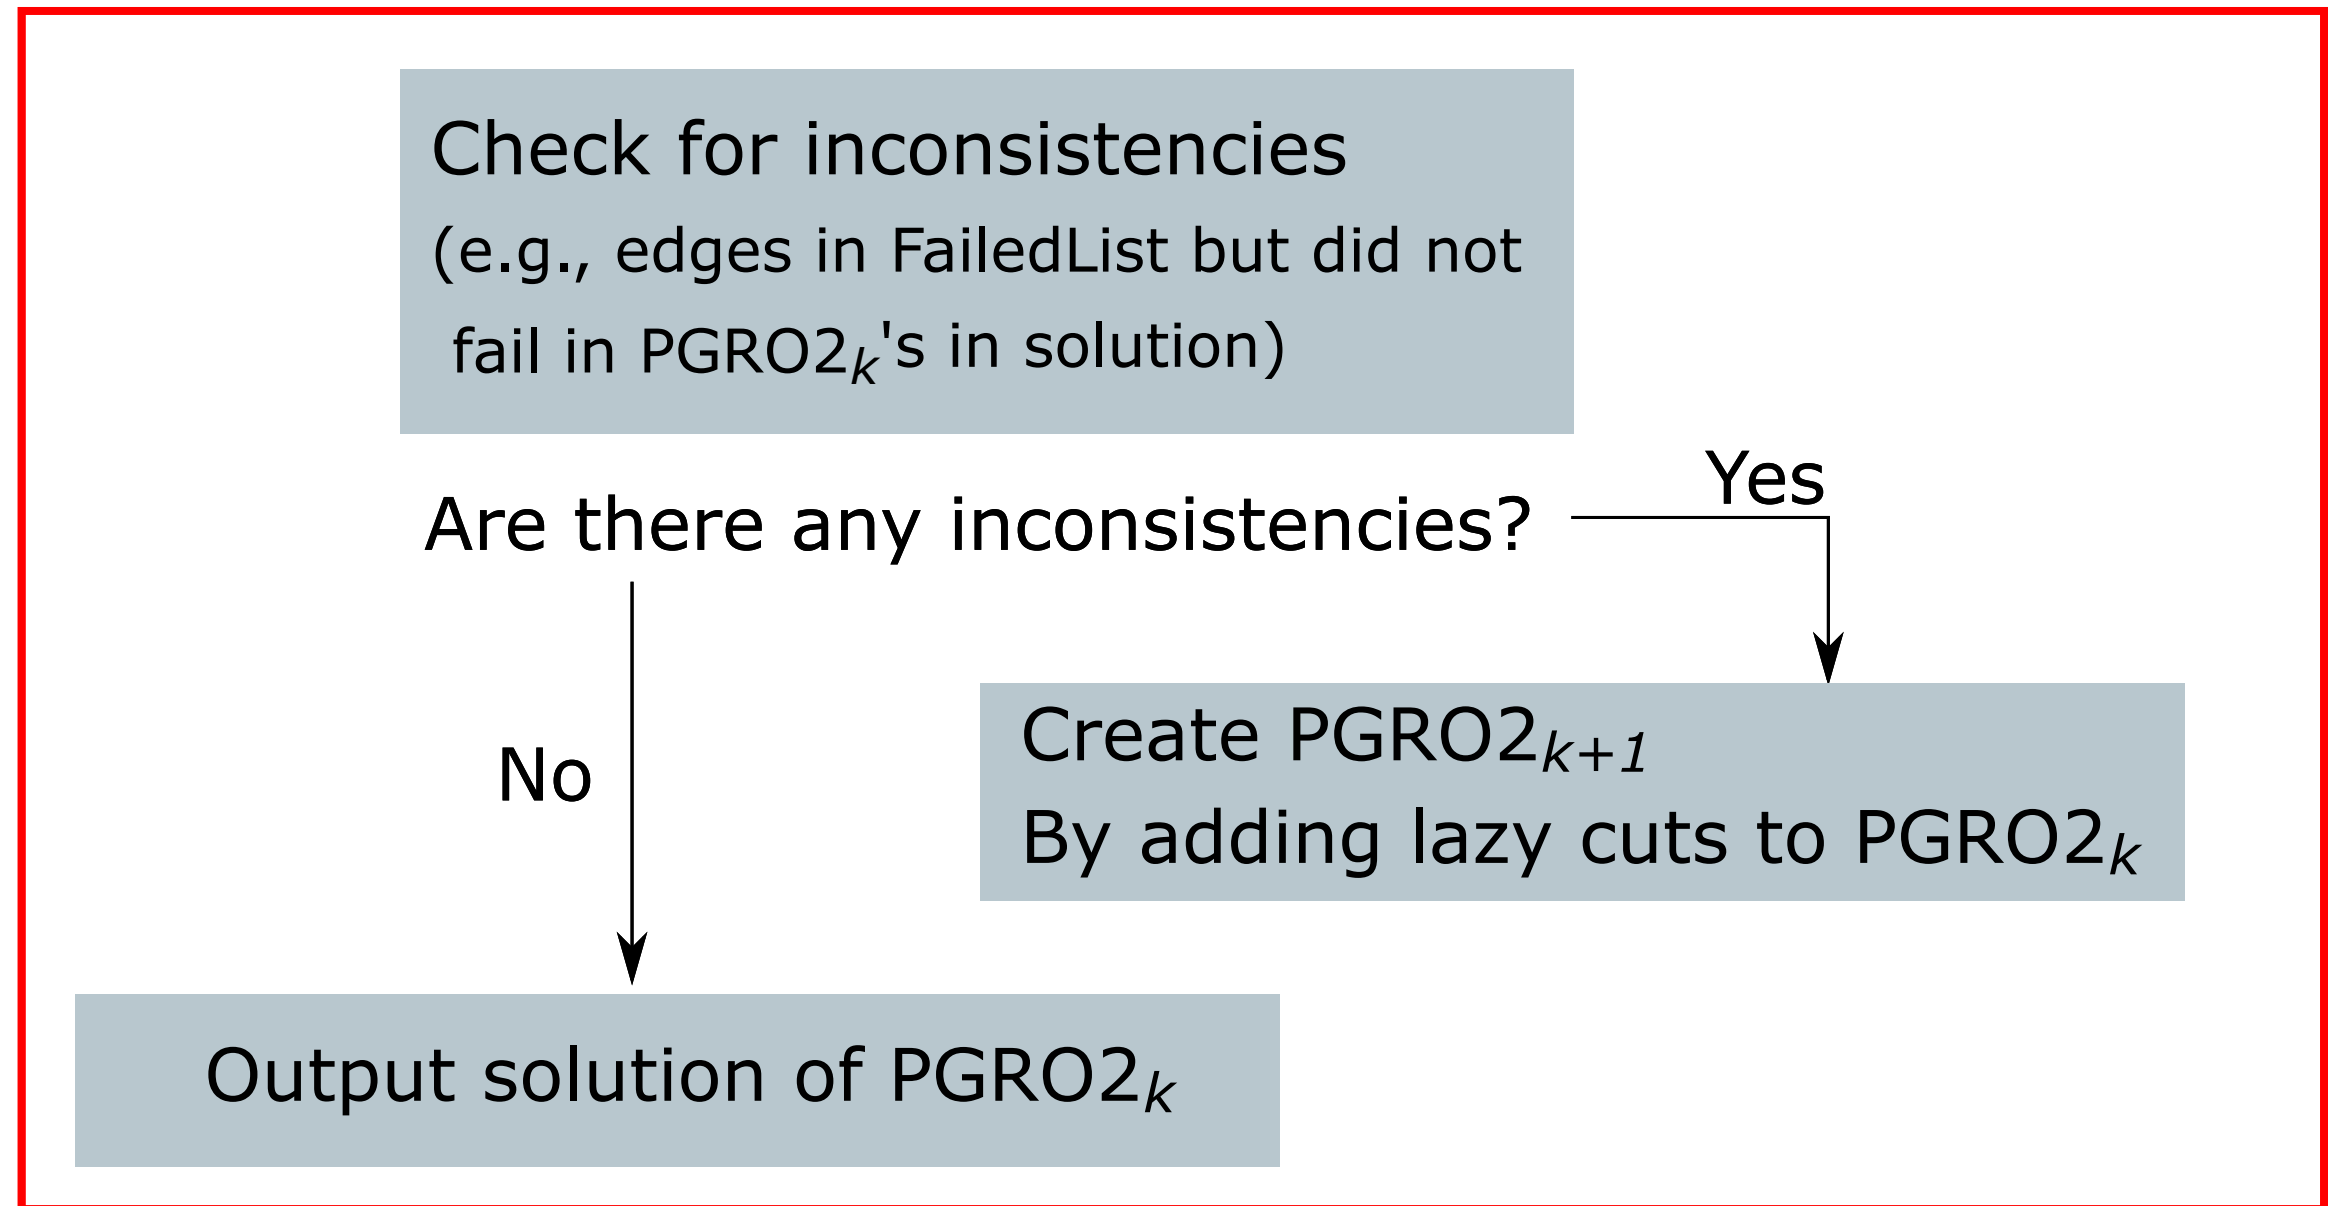 Check for inconsistencies
(e.g., edges in FailedList but did not
fail in PGRO2k's in solution)
Are there any inconsistencies?
Yes
No
Create PGRO2k+1
By adding lazy cuts to PGRO2k
Output solution of PGRO2k